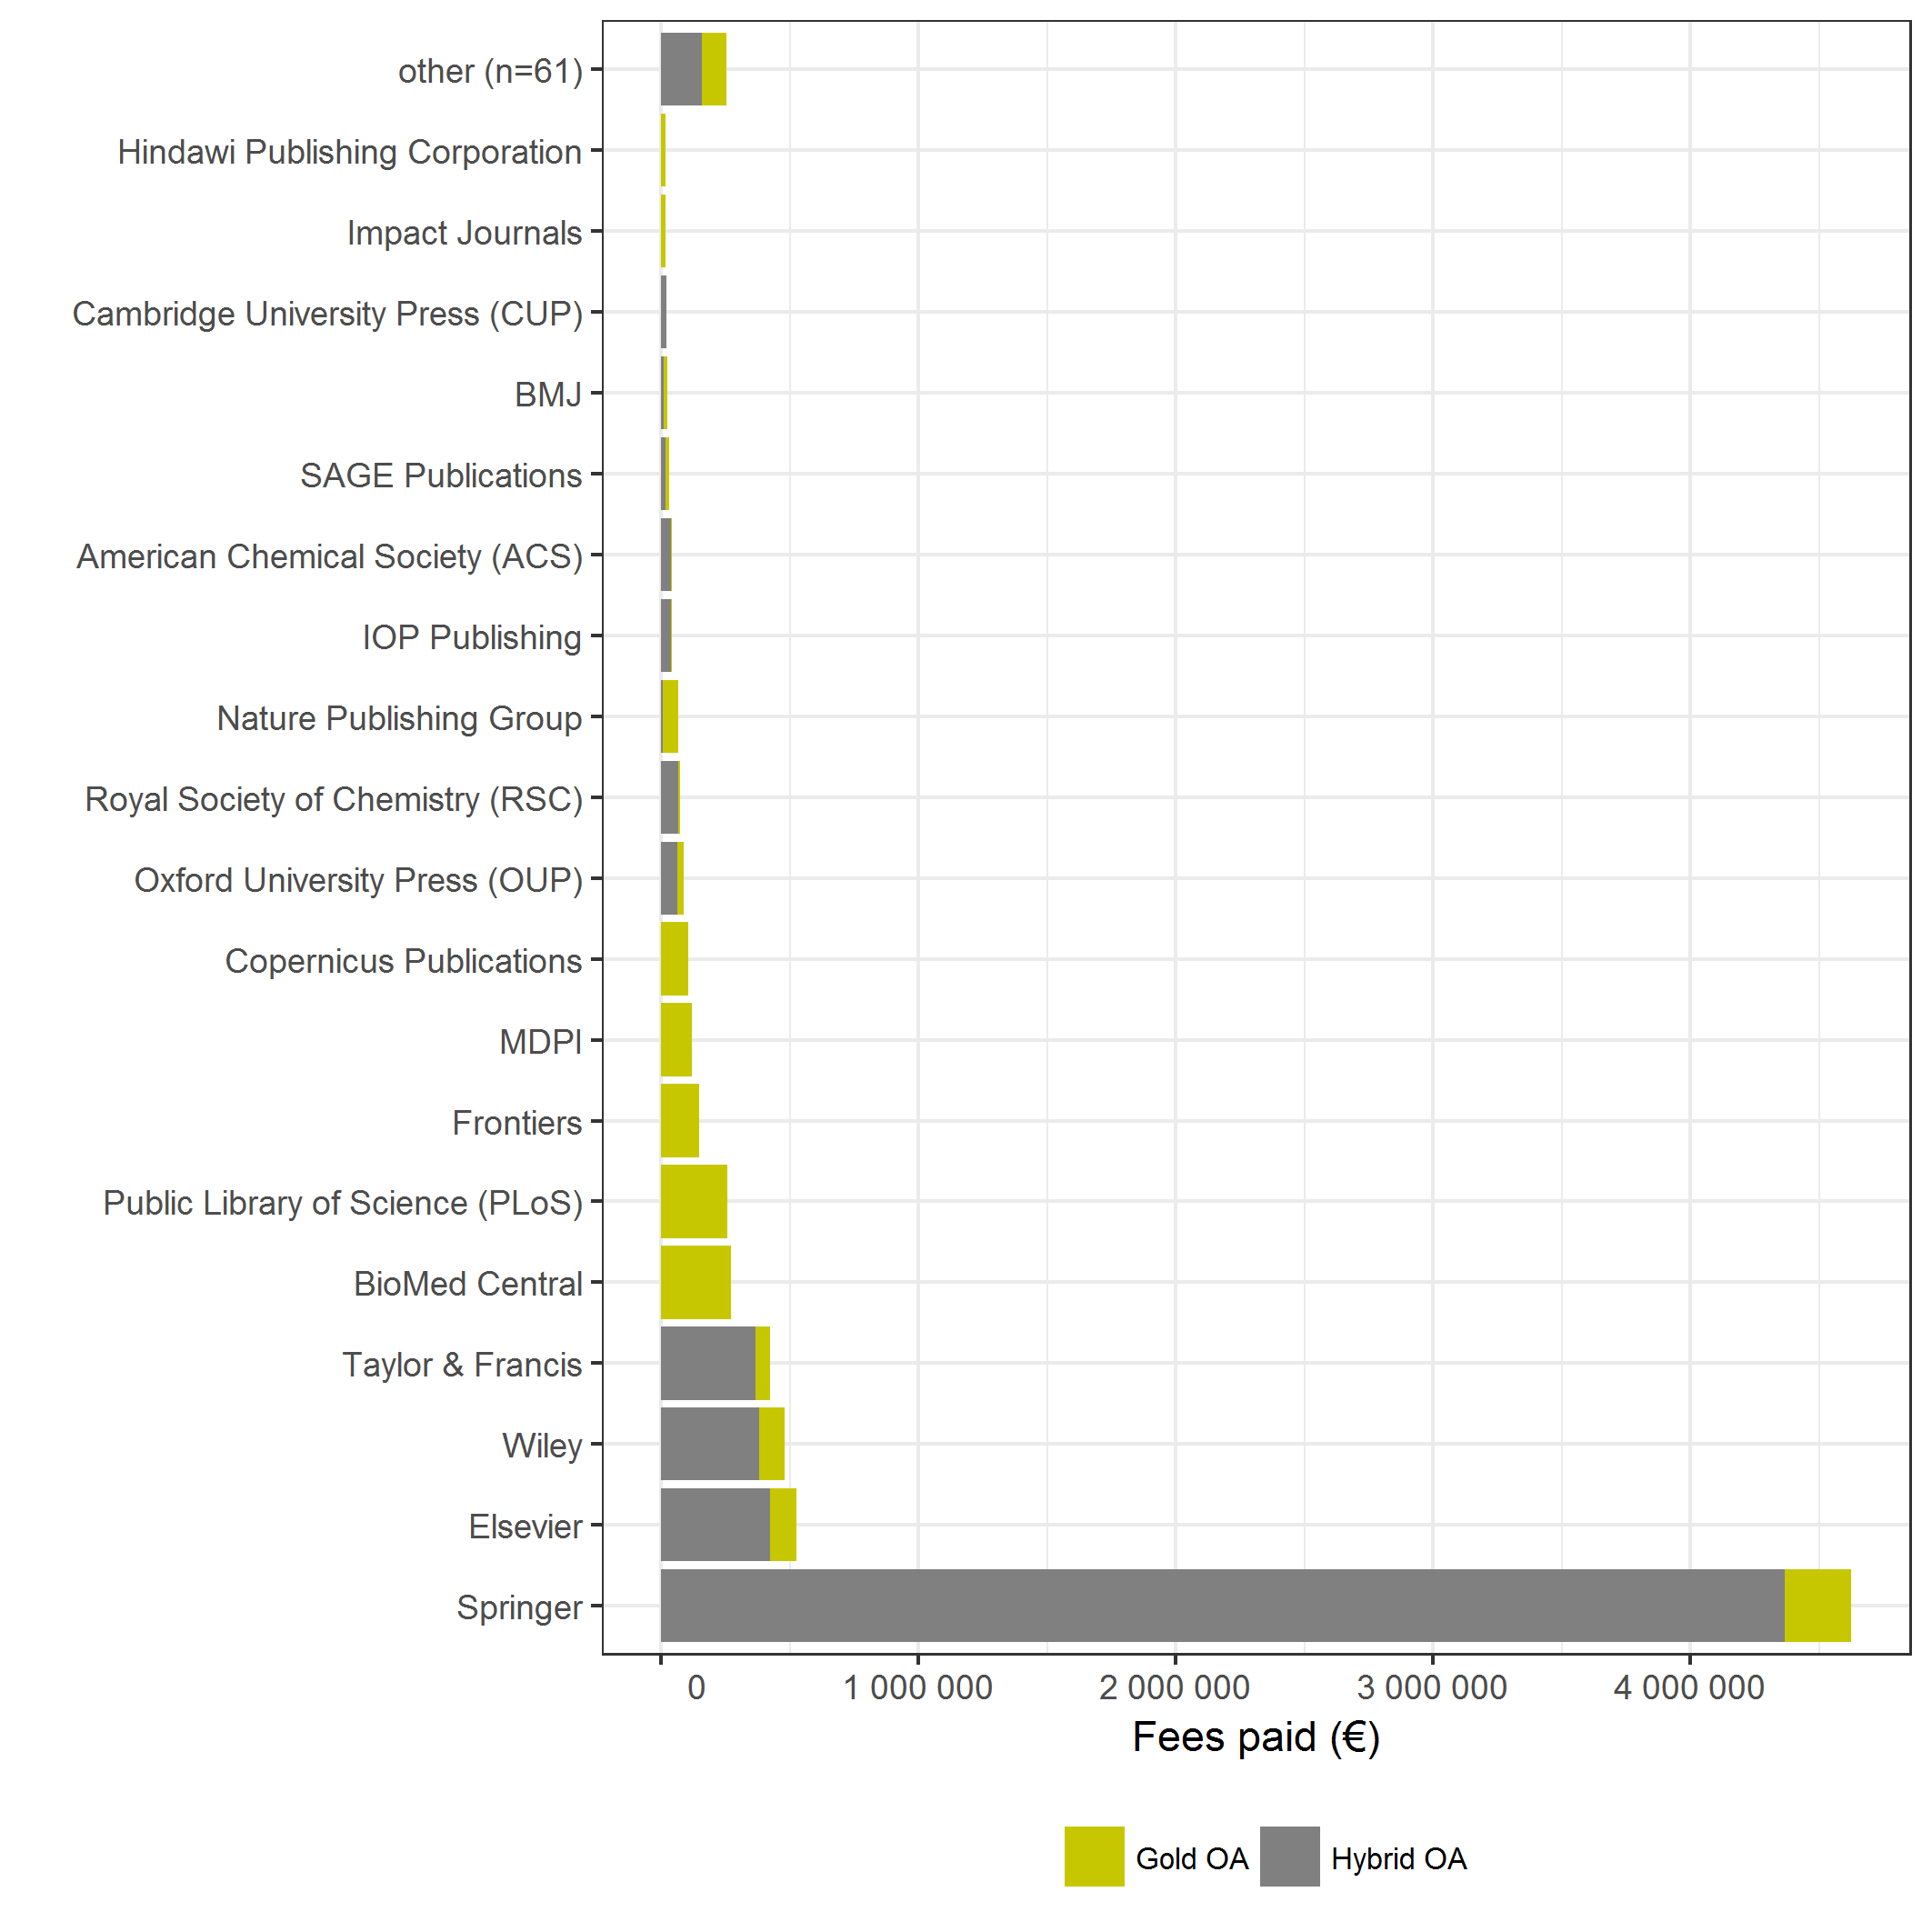 other (n=61)
Hindawi Publishing Corporation
Impact Journals
Cambridge University Press (CUP)
BMJ
SAGE Publications
American Chemical Society (ACS)
IOP Publishing
Nature Publishing Group
Royal Society of Chemistry (RSC)
Oxford University Press (OUP)
Copernicus Publications
MDPI
Frontiers
Public Library of Science (PLoS)
BioMed Central
Taylor & Francis
Wiley
Elsevier
Springer
0 1 000 000 2 000 000 3 000 000 4 000 000
Fees paid (€)
Gold OA Hybrid OA